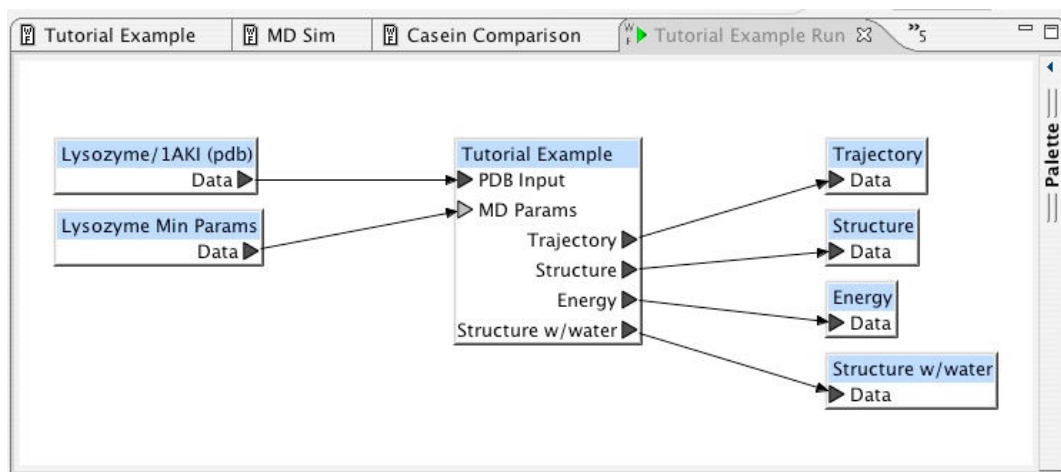 Tutorial Example
MD Sim
Casein Comparison
Tutorial Example Run
»5
Palette
Lysozyme/1AKI (pdb)
Data
Lysozyme Min Params
Data
Tutorial Example
PDB Input
MD Params
Trajectory
Structure
Energy
Structure w/water
Trajectory
Data
Structure
Data
Energy
Data
Structure w/water
Data